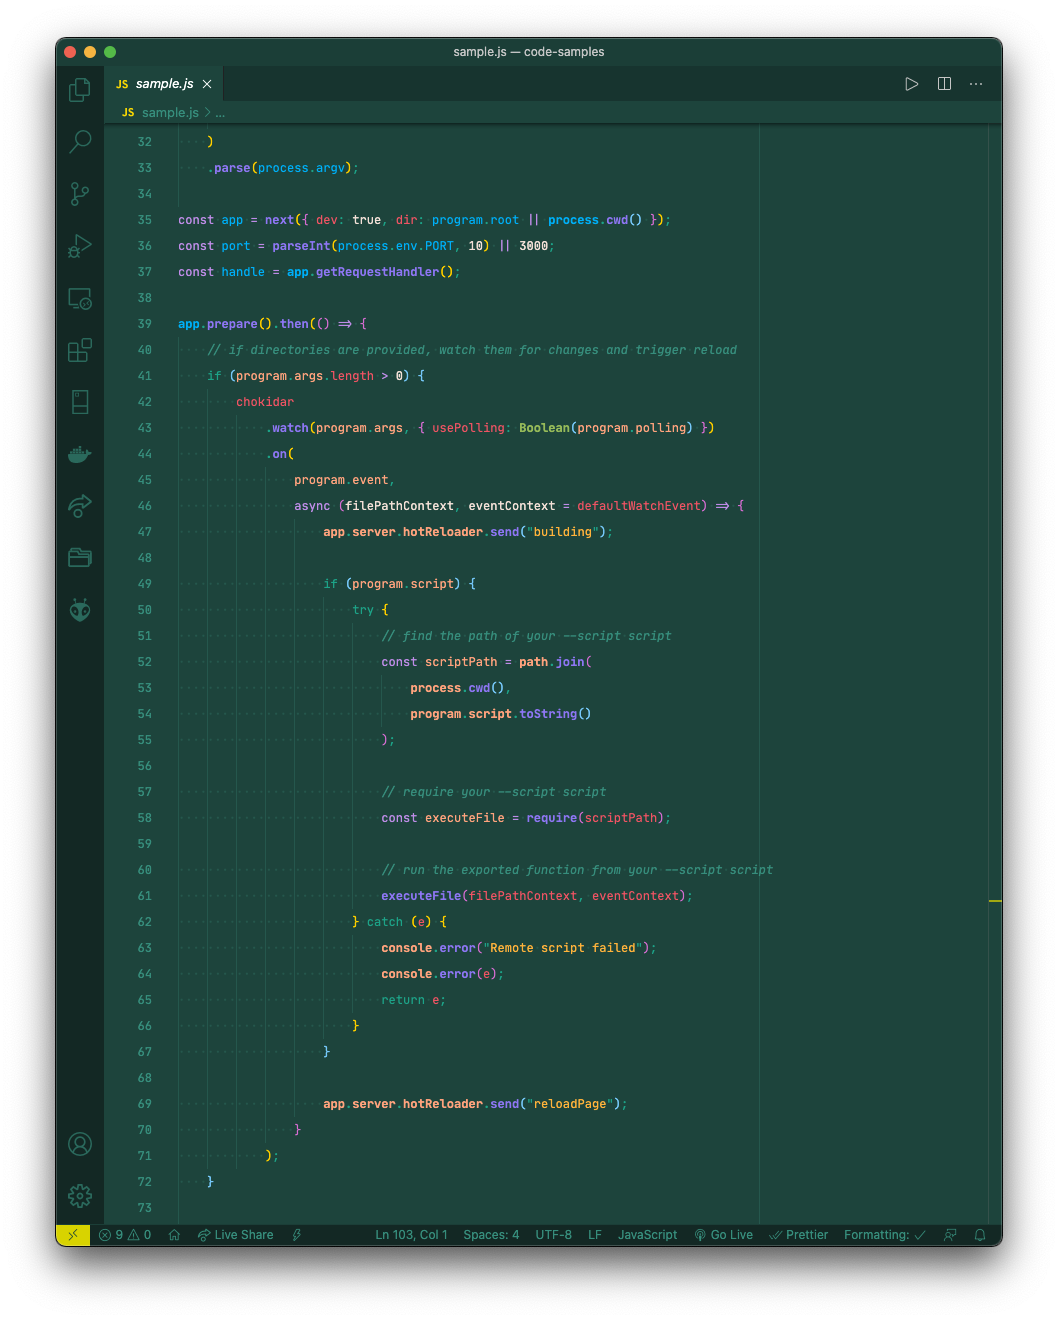 sample.js — code-samples
JS sample.js
JS sample.js > ...
32 )
33 .parse(process.argv);
34
35 const app = next({ dev: true, dir: program.root || process.cwd() });
36 const port = parseInt(process.env.PORT, 10) || 3000;
37 const handle = app.getRequestHandler();
38
39 app.prepare().then(() => {
40 // if directories are provided, watch them for changes and trigger reload
41 if (program.args.length > 0) {
42 chokidar
43 .watch(program.args, { usePolling: Boolean(program.polling) })
44 .on(
45 program.event,
46 async (filePathContext, eventContext = defaultWatchEvent) => {
47 app.server.hotReloader.send("building");
48
49 if (program.script) {
50 try {
51 // find the path of your --script script
52 const scriptPath = path.join(
53 process.cwd(),
54 program.script.toString()
55 );
56
57 // require your --script script
58 const executeFile = require(scriptPath);
59
60 // run the exported function from your --script script
61 executeFile(filePathContext, eventContext);
62 } catch (e) {
63 console.error("Remote script failed");
64 console.error(e);
65 return e;
66 }
67 }
68
69 app.server.hotReloader.send("reloadPage");
70 }
71 );
72 }
73
9 0 Live Share Ln 103, Col 1 Spaces: 4 UTF-8 LF JavaScript Go Live Prettier Formatting: ✓